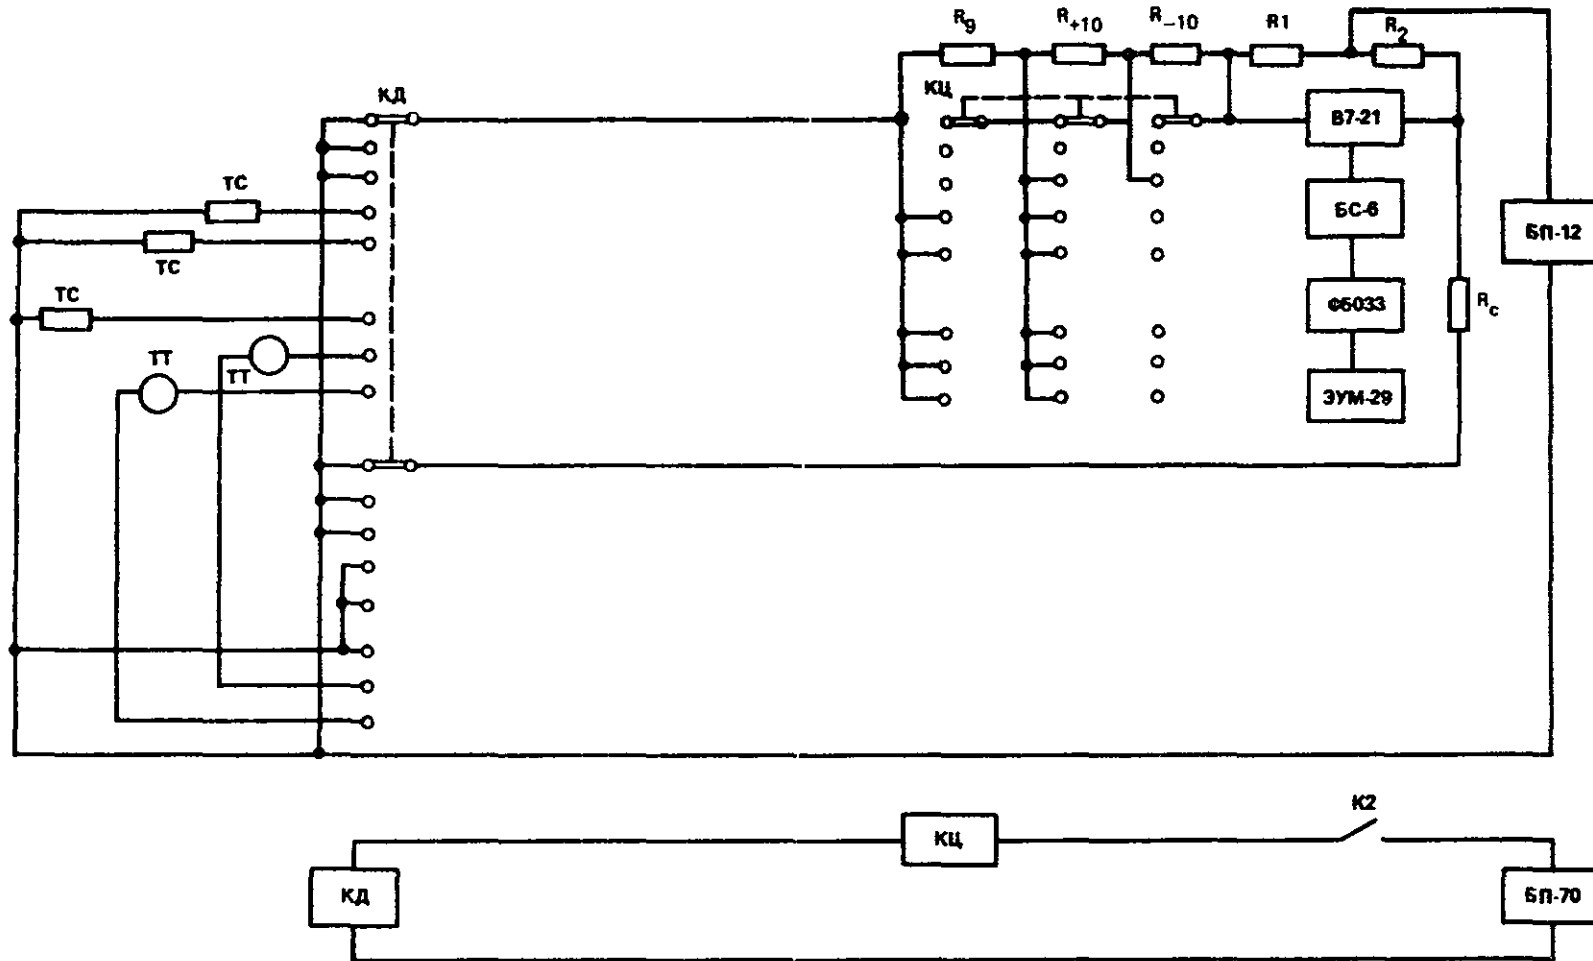 R9
R+10
R−10
R1
R2
КД
КЦ
В7-21
ТС
БС-6
БП-12
ТС
ТС
Ф5033
Rc
ТТ
ТТ
ЭУМ-29
К2
КЦ
КД
БП-70